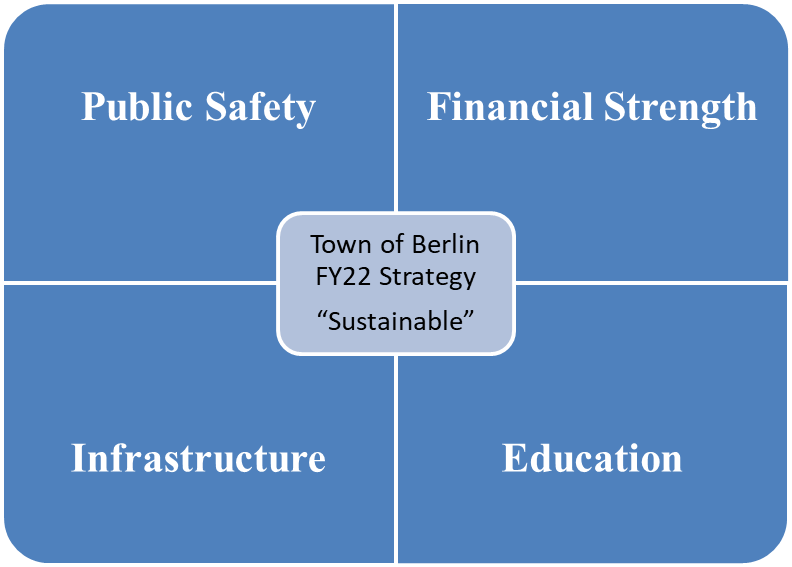 Public Safety
Financial Strength
Town of Berlin
FY22 Strategy
“Sustainable”
Infrastructure
Education